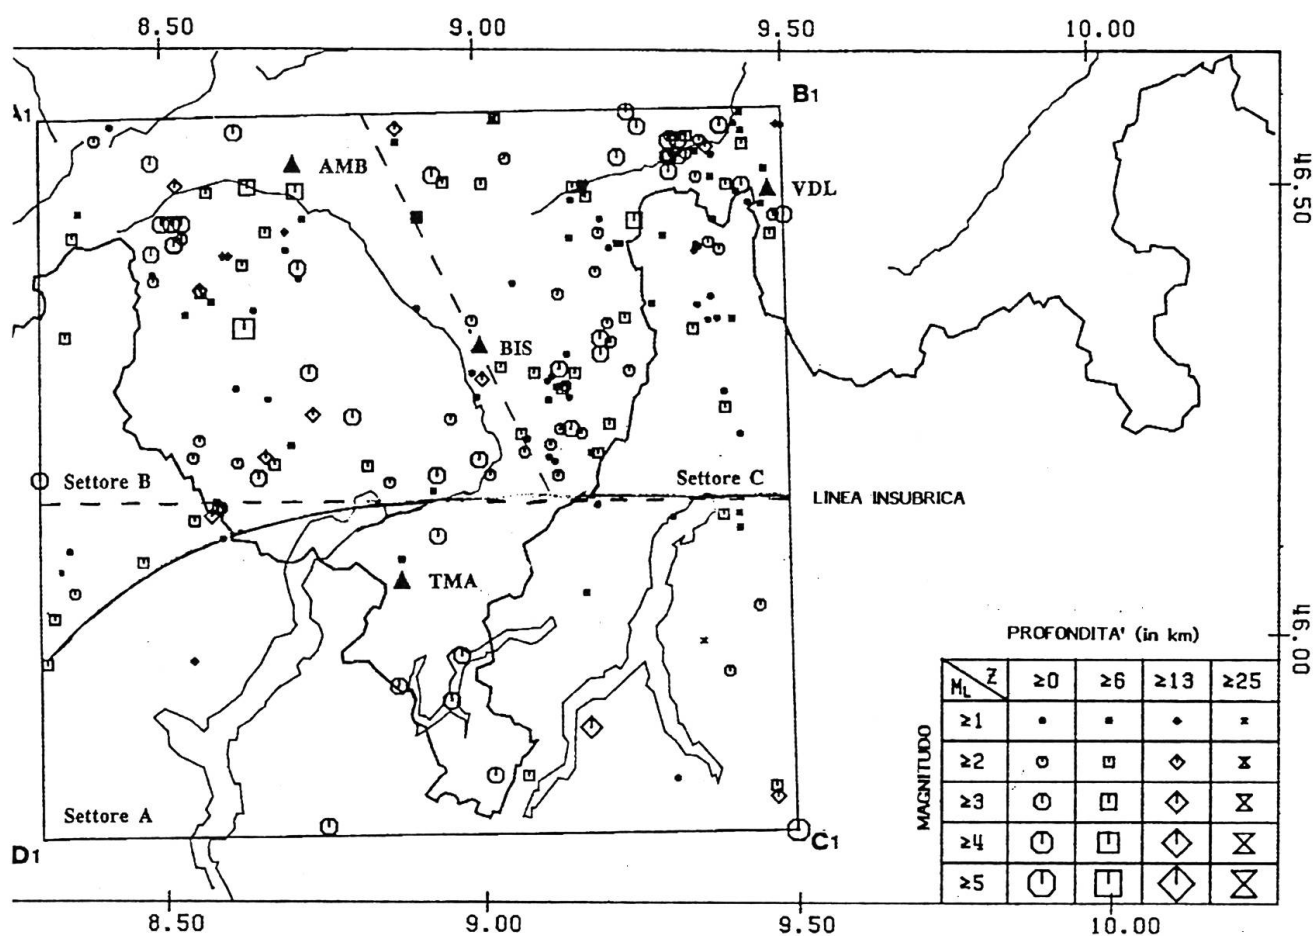 8.50 9.00 9.50 10.00
B1
A1
AMB
VDL
46.50
BIS
Settore B
Settore C
LINEA INSUBRICA
TMA
46.00
PROFONDITA' (in km)
ML Z ≥0 ≥6 ≥13 ≥25
MAGNITUDO
≥1
≥2
≥3
≥4
≥5
Settore A
D1
C1
8.50 9.00 9.50 10.00